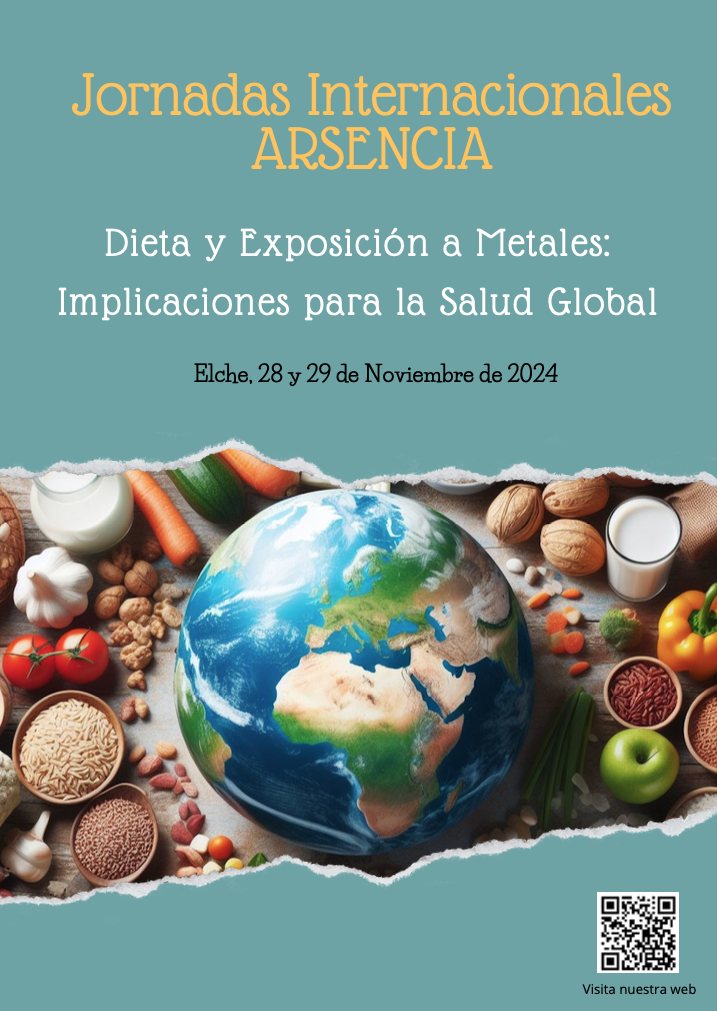 Jornadas Internacionales
ARSENCIA
Dieta y Exposición a Metales:
Implicaciones para la Salud Global
Elche, 28 y 29 de Noviembre de 2024
Visita nuestra web